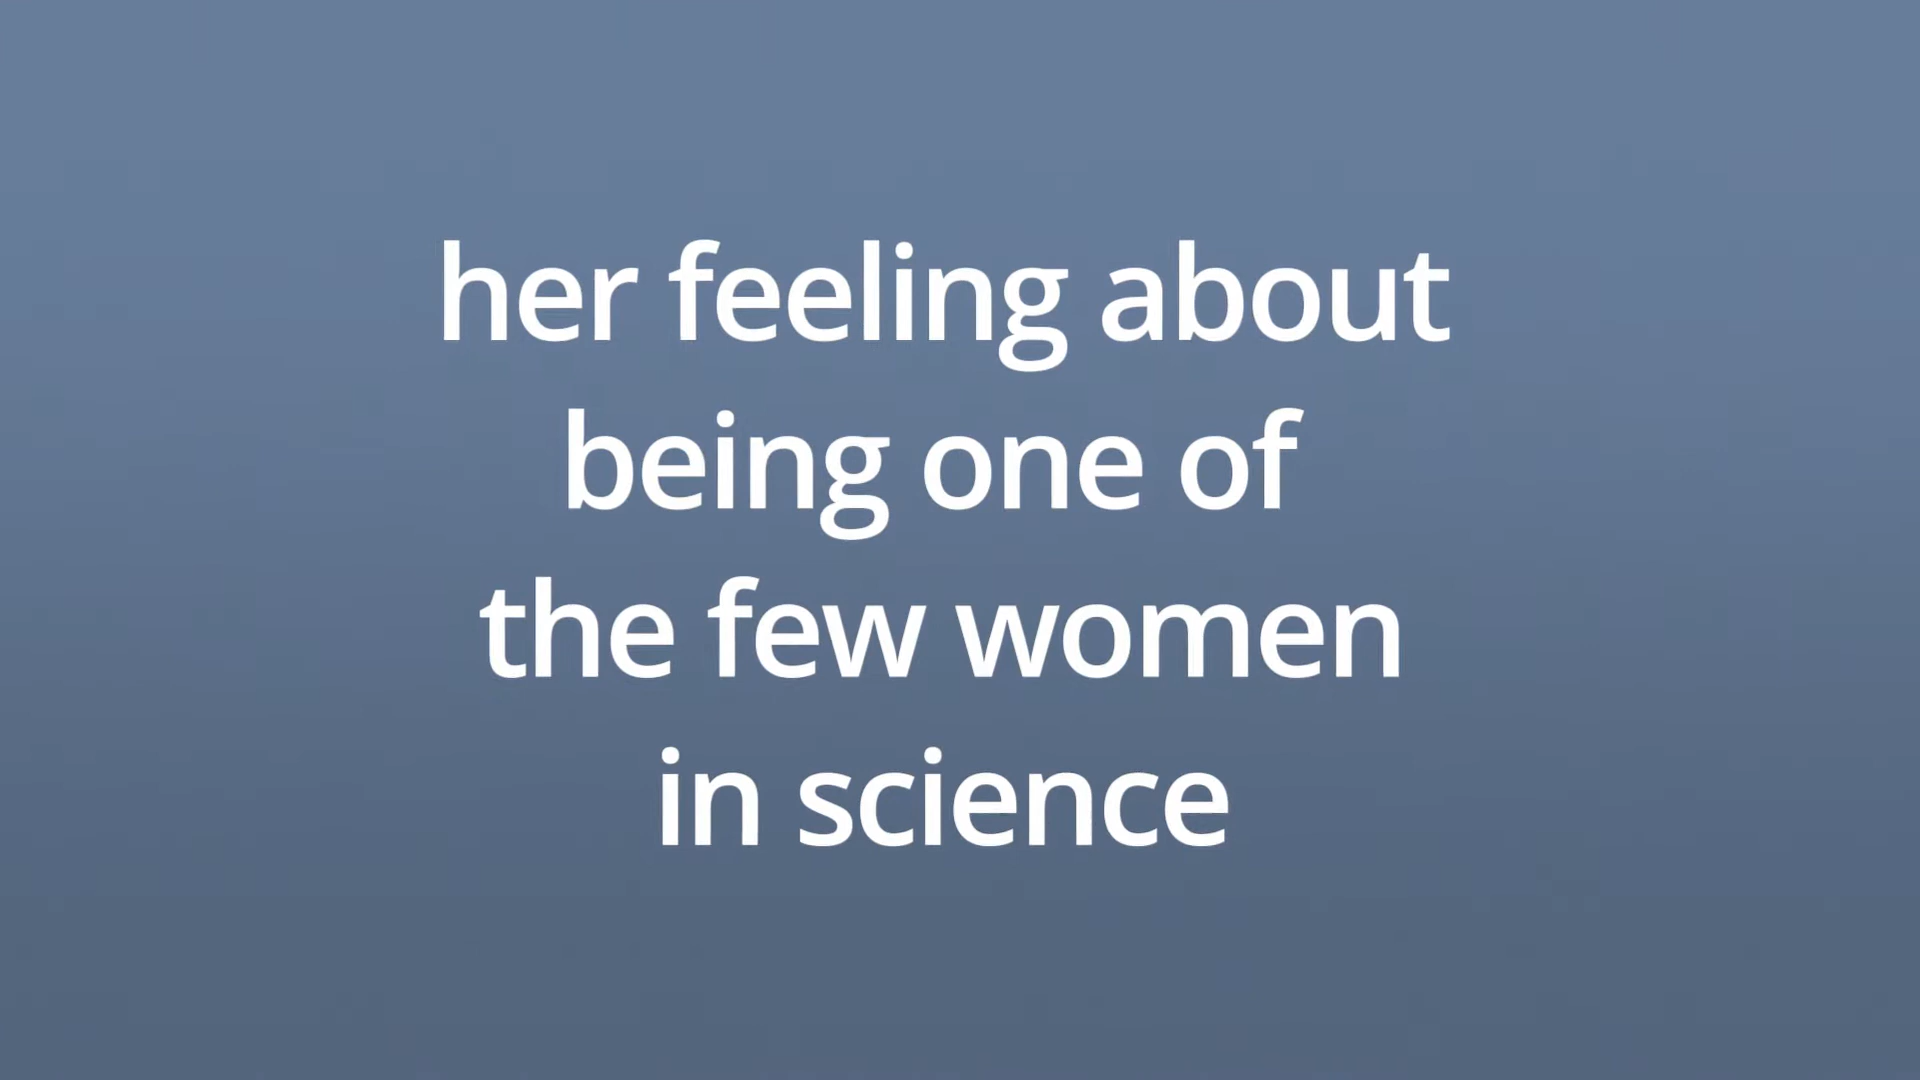 her feeling about
being one of
the few women
in science